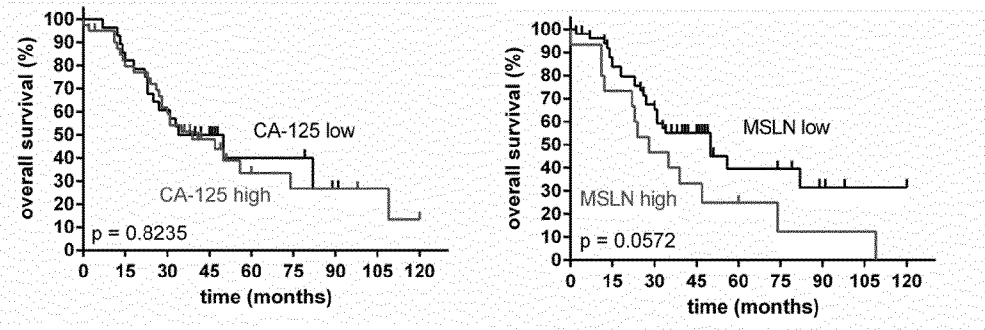 overall survival (%)
100
90
80
70
60
50
40
30
20
10
0
CA-125 low
CA-125 high
p = 0.8235
0 15 30 45 60 75 90 105 120
time (months)
overall survival (%)
100
90
80
70
60
50
40
30
20
10
0
MSLN low
MSLN high
p = 0.0572
0 15 30 45 60 75 90 105 120
time (months)